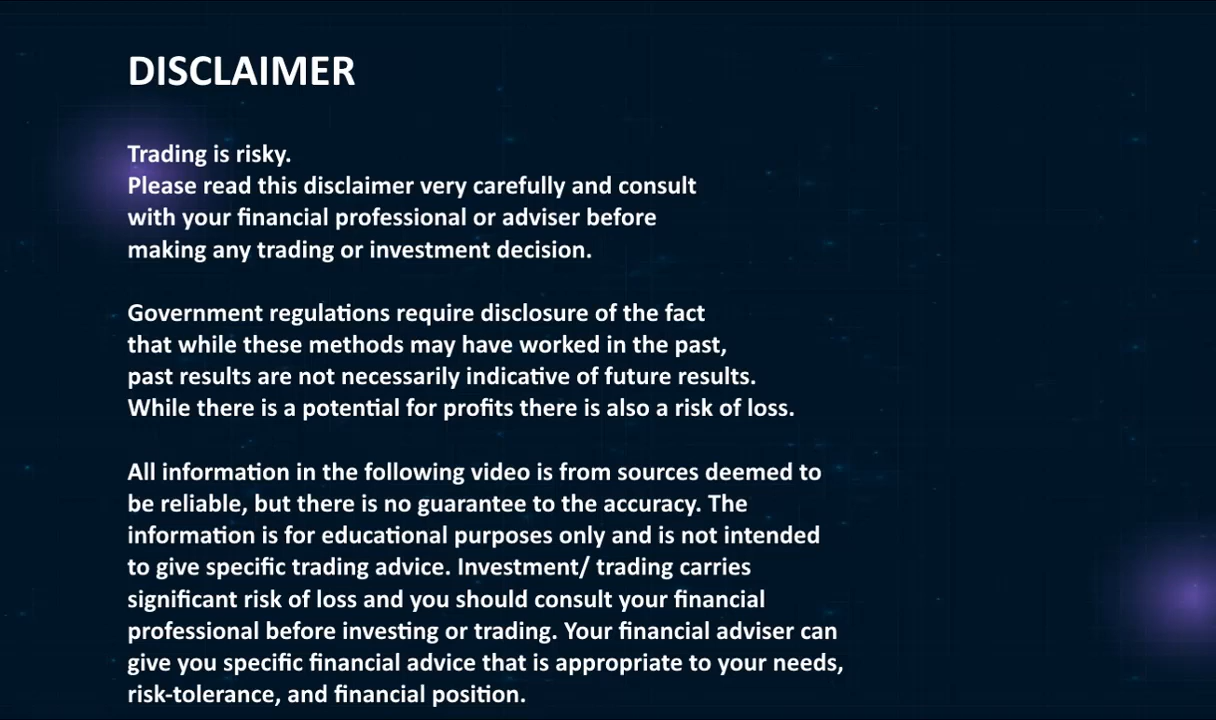 DISCLAIMER
Trading is risky.
Please read this disclaimer very carefully and consult
with your financial professional or adviser before
making any trading or investment decision.
Government regulations require disclosure of the fact
that while these methods may have worked in the past,
past results are not necessarily indicative of future results.
While there is a potential for profits there is also a risk of loss.
All information in the following video is from sources deemed to
be reliable, but there is no guarantee to the accuracy. The
information is for educational purposes only and is not intended
to give specific trading advice. Investment/ trading carries
significant risk of loss and you should consult your financial
professional before investing or trading. Your financial adviser can
give you specific financial advice that is appropriate to your needs,
risk-tolerance, and financial position.